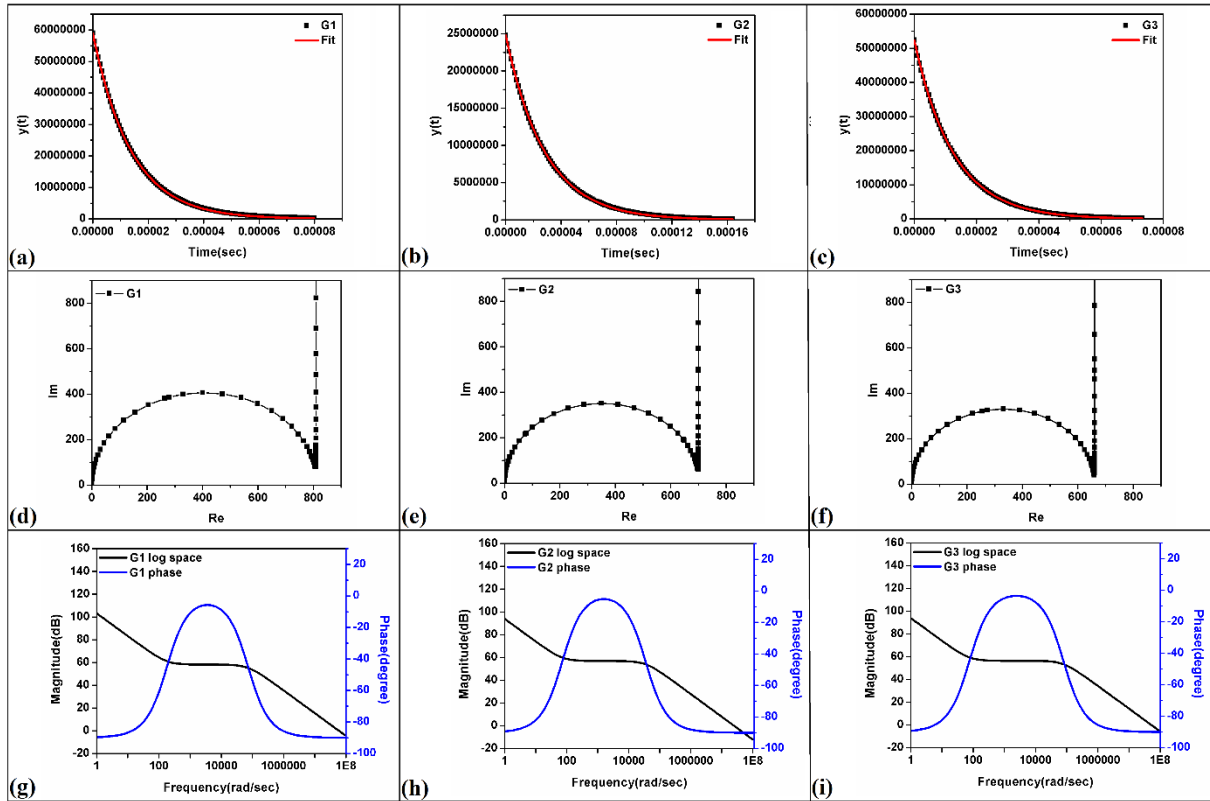 60000000
50000000
40000000
30000000
20000000
10000000
0
y(t)
G1
Fit
0.00000 0.00002 0.00004 0.00006 0.00008
Time(sec)
(a)
25000000
20000000
15000000
10000000
5000000
0
y(t)
G2
Fit
0.00000 0.00004 0.00008 0.00012 0.00016
Time(sec)
(b)
60000000
50000000
40000000
30000000
20000000
10000000
0
y(t)
G3
Fit
0.00000 0.00002 0.00004 0.00006 0.00008
Time(sec)
(c)
800
600
400
200
0
Im
G1
0 200 400 600 800
Re
(d)
800
600
400
200
0
Im
G2
0 200 400 600 800
Re
(e)
800
600
400
200
0
Im
G3
0 200 400 600 800
Re
(f)
160
140
120
100
80
60
40
20
0
-20
Magnitude(dB)
G1 log space
G1 phase
20
0
-20
-40
-60
-80
-100
Phase(degree)
1 100 10000 1000000 1E8
Frequency(rad/sec)
(g)
160
140
120
100
80
60
40
20
0
-20
Magnitude(dB)
G2 log space
G2 phase
20
0
-20
-40
-60
-80
-100
Phase(degree)
1 100 10000 1000000 1E8
Frequency(rad/sec)
(h)
160
140
120
100
80
60
40
20
0
-20
Magnitude(dB)
G3 log space
G3 phase
20
0
-20
-40
-60
-80
-100
Phase(degree)
1 100 10000 1000000 1E8
Frequency(rad/sec)
(i)